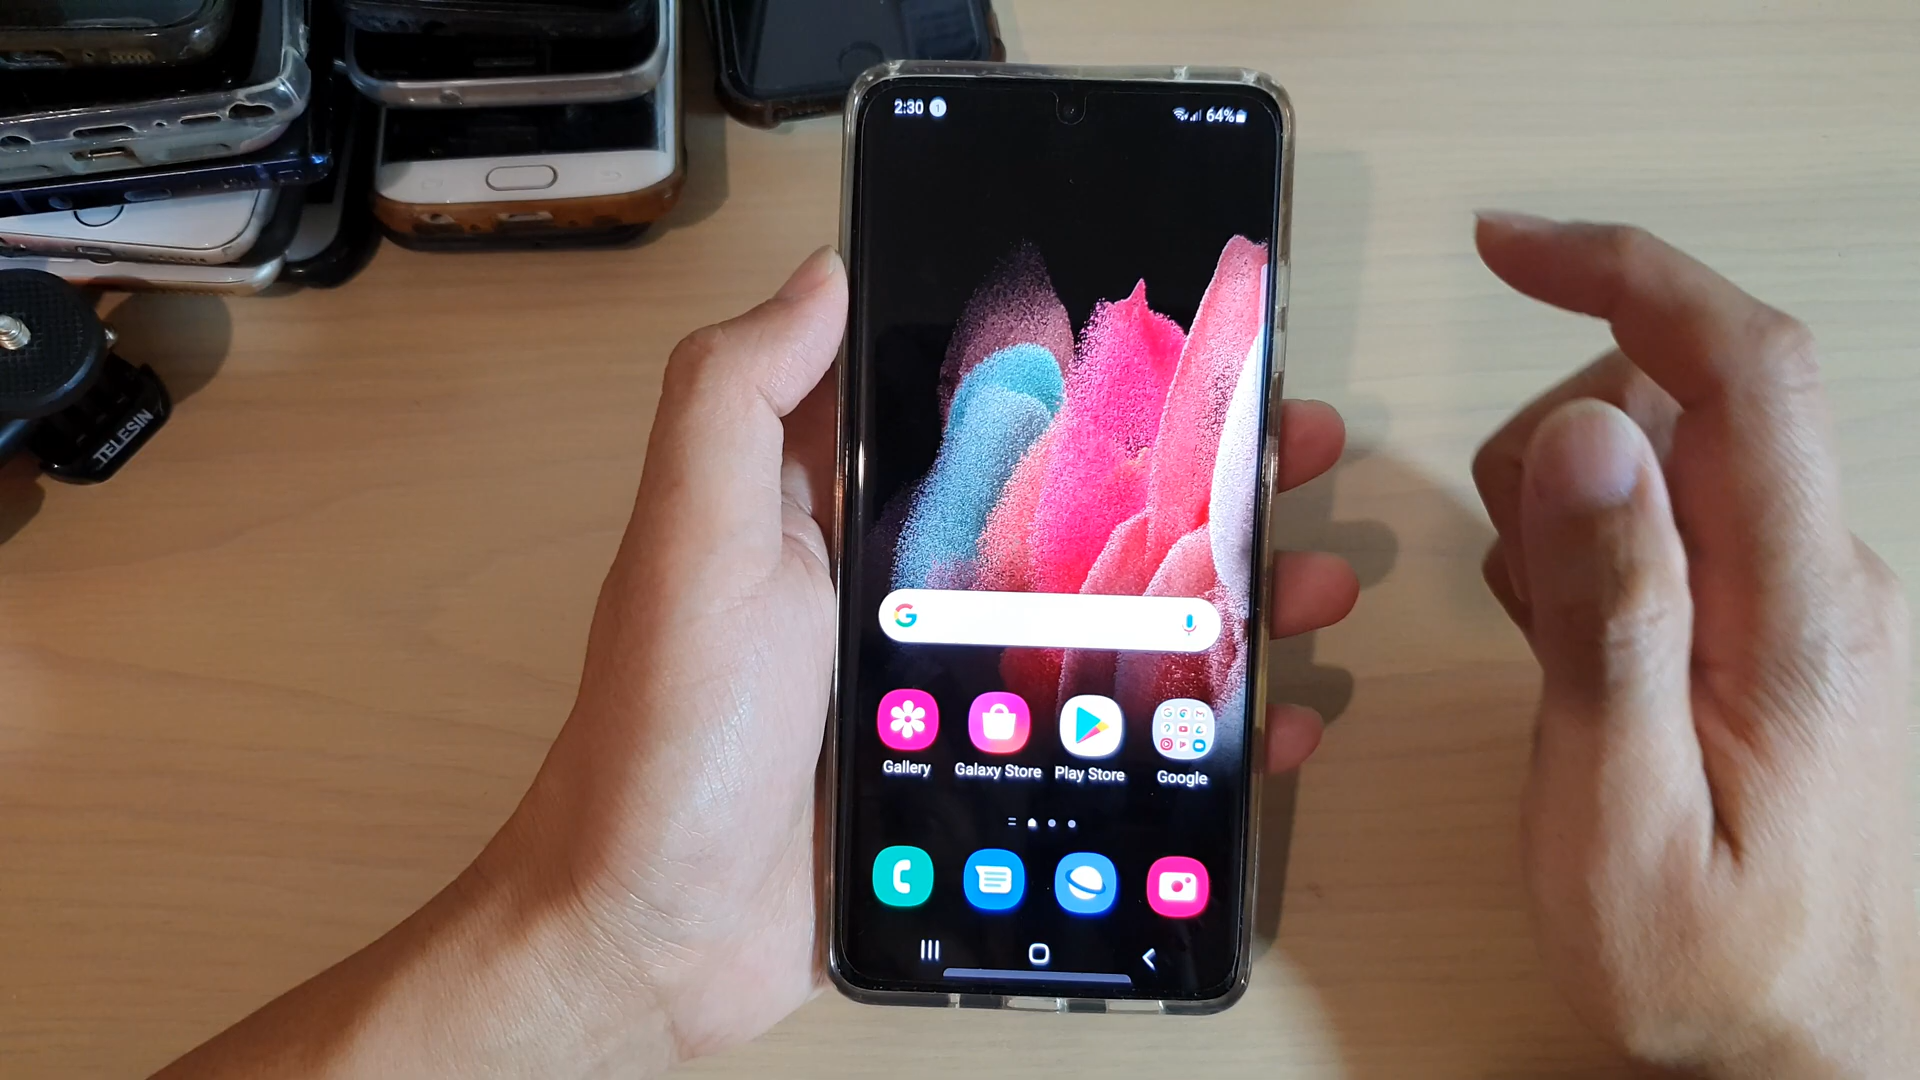 2:30
64%
TELESIN
G
Gallery
Galaxy Store
Play Store
Google